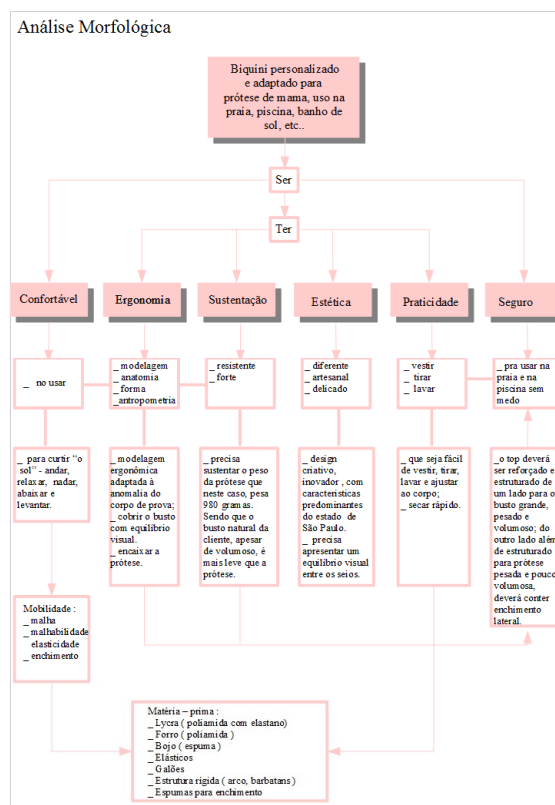 Análise Morfológica
Biquini personalizado
e adaptado para
prótese de mama, uso na
praia, piscina, banho de
sol, etc..
Ser
Ter
Confortável
Ergonomia
Sustentação
Estética
Praticidade
Seguro
_ no usar
_ modelagem
_ anatomia
_ forma
_antropometria
_ resistente
_ forte
_ diferente
_ artesanal
_ delicado
_ vestir
_ tirar
_ lavar
_ pra usar na
praia e na
piscina sem
medo
_ para curtir “o
sol” - andar,
relaxar, nadar,
abaixar e
levantar.
_ modelagem
ergonômica
adaptada à
anomalia do
corpo de prova;
_ cobrir o busto
com equilíbrio
visual.
_ encaixar a
prótese.
_ precisa
sustentar o peso
da prótese que
neste caso, pesa
980 gramas.
Sendo que o
busto natural da
cliente, apesar
de volumoso, é
mais leve que a
prótese.
_ design
criativo,
inovador , com
características
predominantes
do estado de
São Paulo.
_ precisa
apresentar um
equilíbrio visual
entre os seios.
_ que seja fácil
de vestir, tirar,
lavar e ajustar
ao corpo;
_ secar rápido.
_o top deverá
ser reforçado e
estruturado de
um lado para o
busto grande,
pesado e
volumoso; do
outro lado além
de estruturado
para prótese
pesada e pouco
volumosa,
deverá conter
enchimento
lateral.
Mobilidade :
_ malha
_ malhabilidade
elasticidade
_ enchimento
Matéria – prima :
_ Lycra ( poliamida com elastano)
_ Forro ( poliamida )
_ Bojo ( espuma )
_ Elásticos
_ Galões
_ Estrutura rígida ( arco, barbatans )
_ Espumas para enchimento